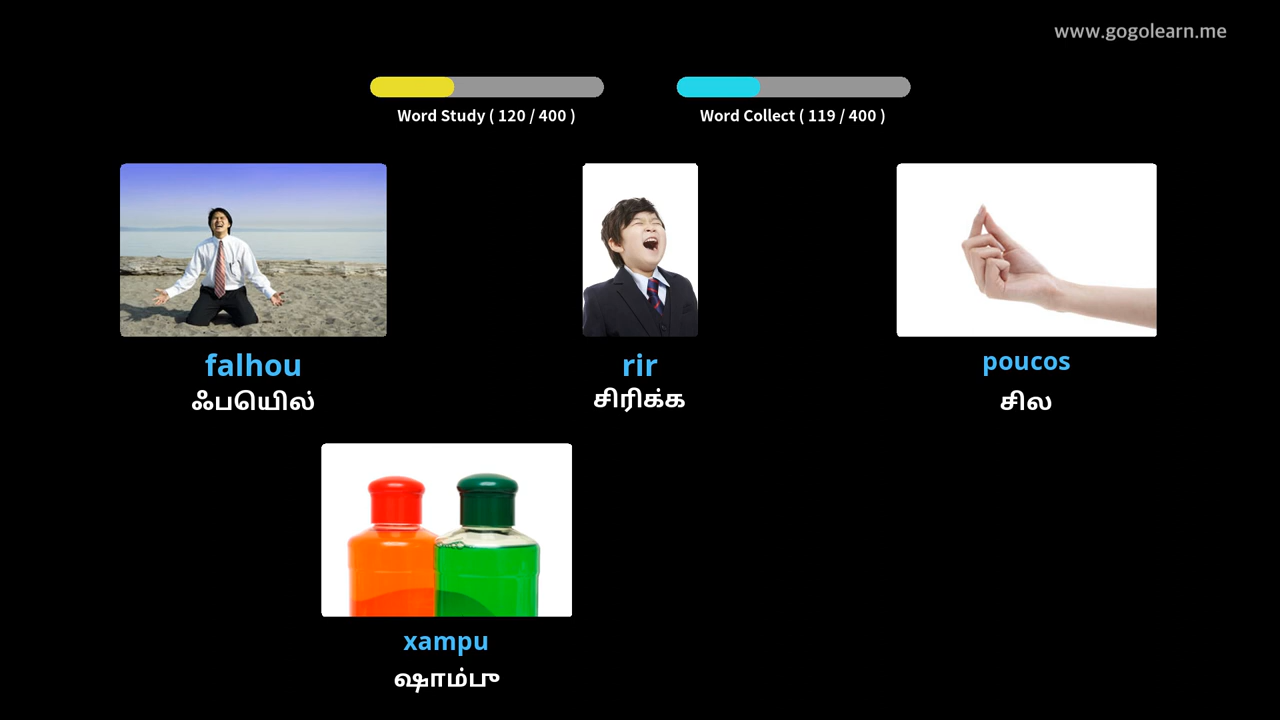 www.gogolearn.me
Word Study ( 120 / 400 )
Word Collect ( 119 / 400 )
falhou
ஃபயெில்
rir
சிரிக்க
poucos
சில
xampu
ஷாம்பு